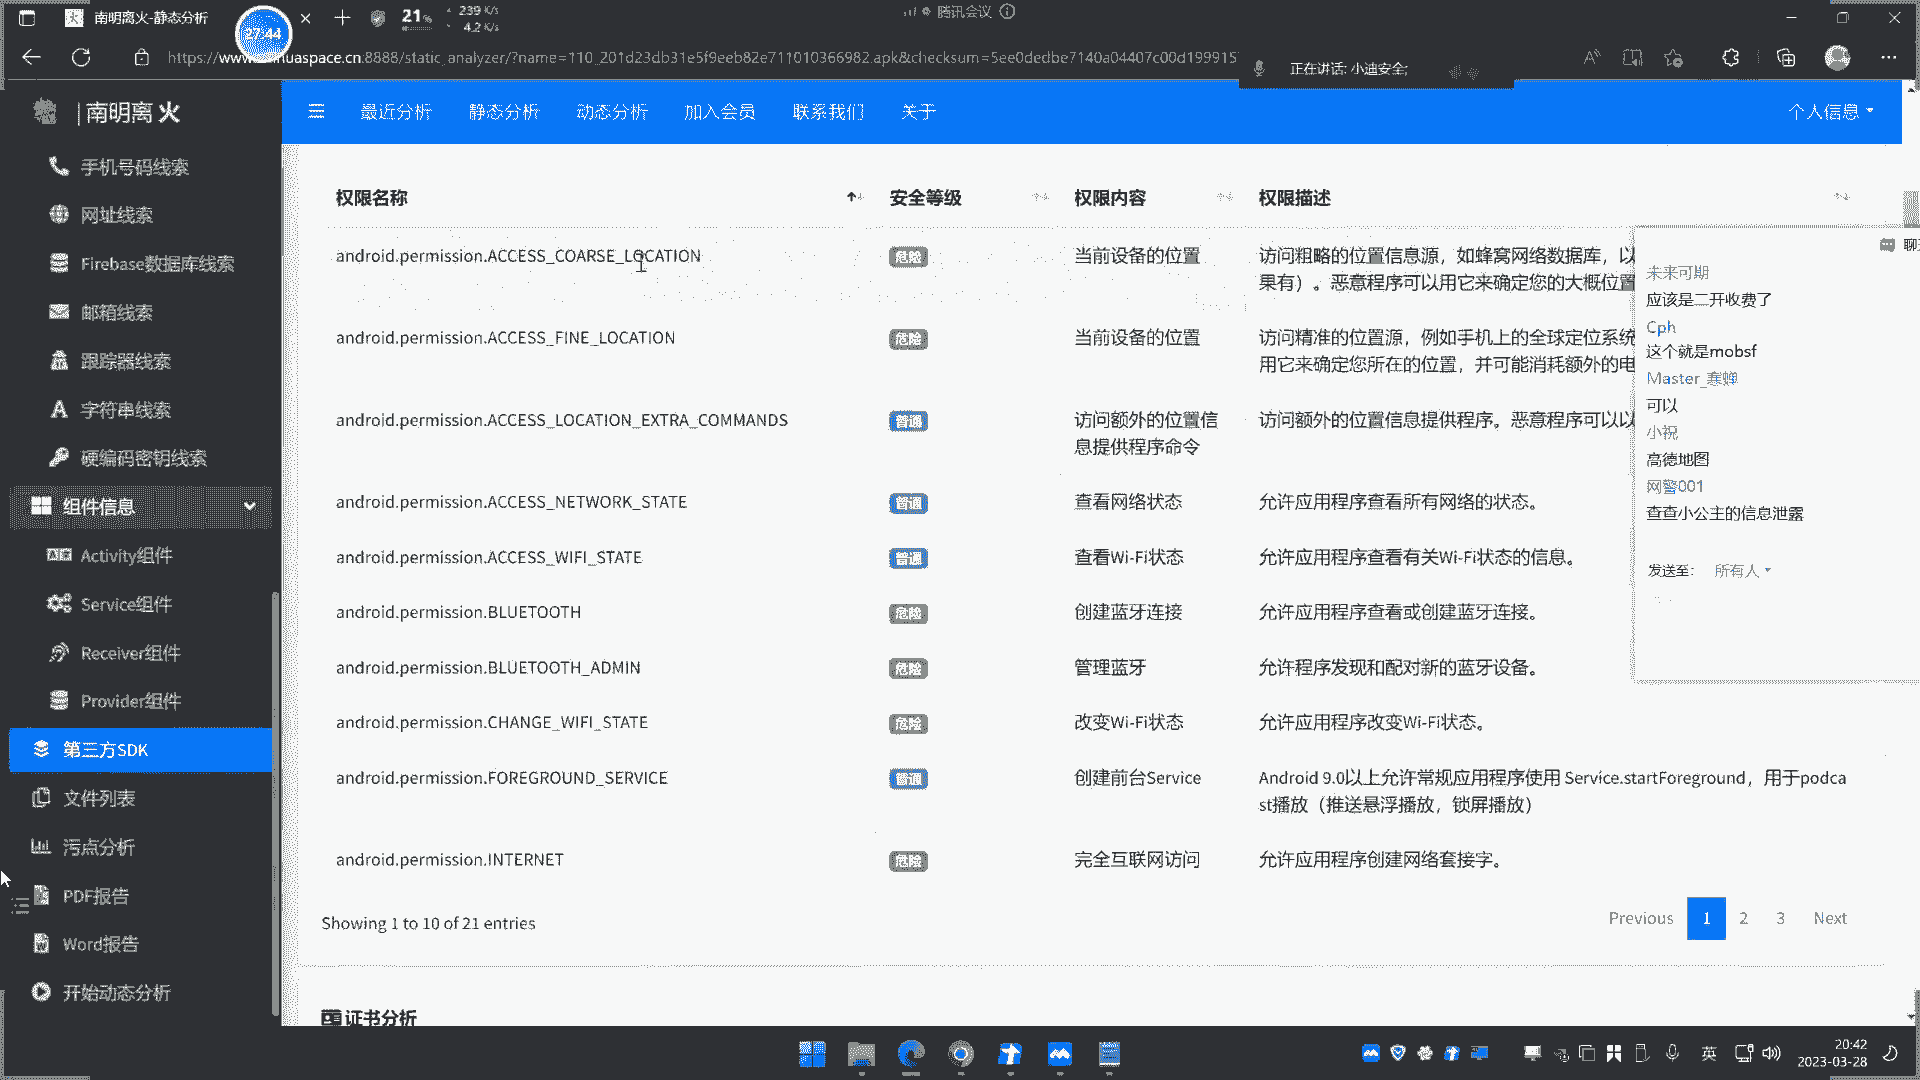 南明离火-静态分析
27:44
21%
239 K/s
4.2 K/s
腾讯会议
.8888/static_analyzer/?name=110_201d23db31e5f9eeb82e711010366982.apk&checksum=5ee0dedbe7140a04407c00d199915
正在讲话: 小迪安全;
|南明离火
最近分析
静态分析
动态分析
加入会员
联系我们
关于
个人信息
手机号码线索
网址线索
Firebase数据库线索
邮箱线索
跟踪器线索
字符串线索
硬编码密钥线索
组件信息
Activity组件
Service组件
Receiver组件
Provider组件
第三方SDK
文件列表
污点分析
PDF报告
Word报告
开始动态分析
权限名称 安全等级 权限内容 权限描述
android.permission.ACCESS_COARSE_LOCATION 危险 当前设备的位置 访问粗略的位置信息源，如蜂窝网络数据库，以
果有）。恶意程序可以用它来确定您的大概位置
android.permission.ACCESS_FINE_LOCATION 危险 当前设备的位置 访问精准的位置源，例如手机上的全球定位系统
用它来确定您所在的位置，并可能消耗额外的电
android.permission.ACCESS_LOCATION_EXTRA_COMMANDS 普通 访问额外的位置信 访问额外的位置信息提供程序。恶意程序可以以
息提供程序命令
android.permission.ACCESS_NETWORK_STATE 普通 查看网络状态 允许应用程序查看所有网络的状态。
android.permission.ACCESS_WIFI_STATE 普通 查看Wi-Fi状态 允许应用程序查看有关Wi-Fi状态的信息。
android.permission.BLUETOOTH 危险 创建蓝牙连接 允许应用程序查看或创建蓝牙连接。
android.permission.BLUETOOTH_ADMIN 危险 管理蓝牙 允许程序发现和配对新的蓝牙设备。
android.permission.CHANGE_WIFI_STATE 危险 改变Wi-Fi状态 允许应用程序改变Wi-Fi状态。
android.permission.FOREGROUND_SERVICE 普通 创建前台Service Android 9.0以上允许常规应用程序使用 Service.startForeground，用于podca
st播放（推送悬浮播放，锁屏播放）
android.permission.INTERNET 危险 完全互联网访问 允许应用程序创建网络套接字。
Showing 1 to 10 of 21 entries
Previous 1 2 3 Next
证书分析
聊
未来可期
应该是二开收费了
Cph
这个就是mobsf
Master_寒蝉
可以
小祝
高德地图
网警001
查查小公主的信息泄露
发送至: 所有人
英
20:42
2023-03-28